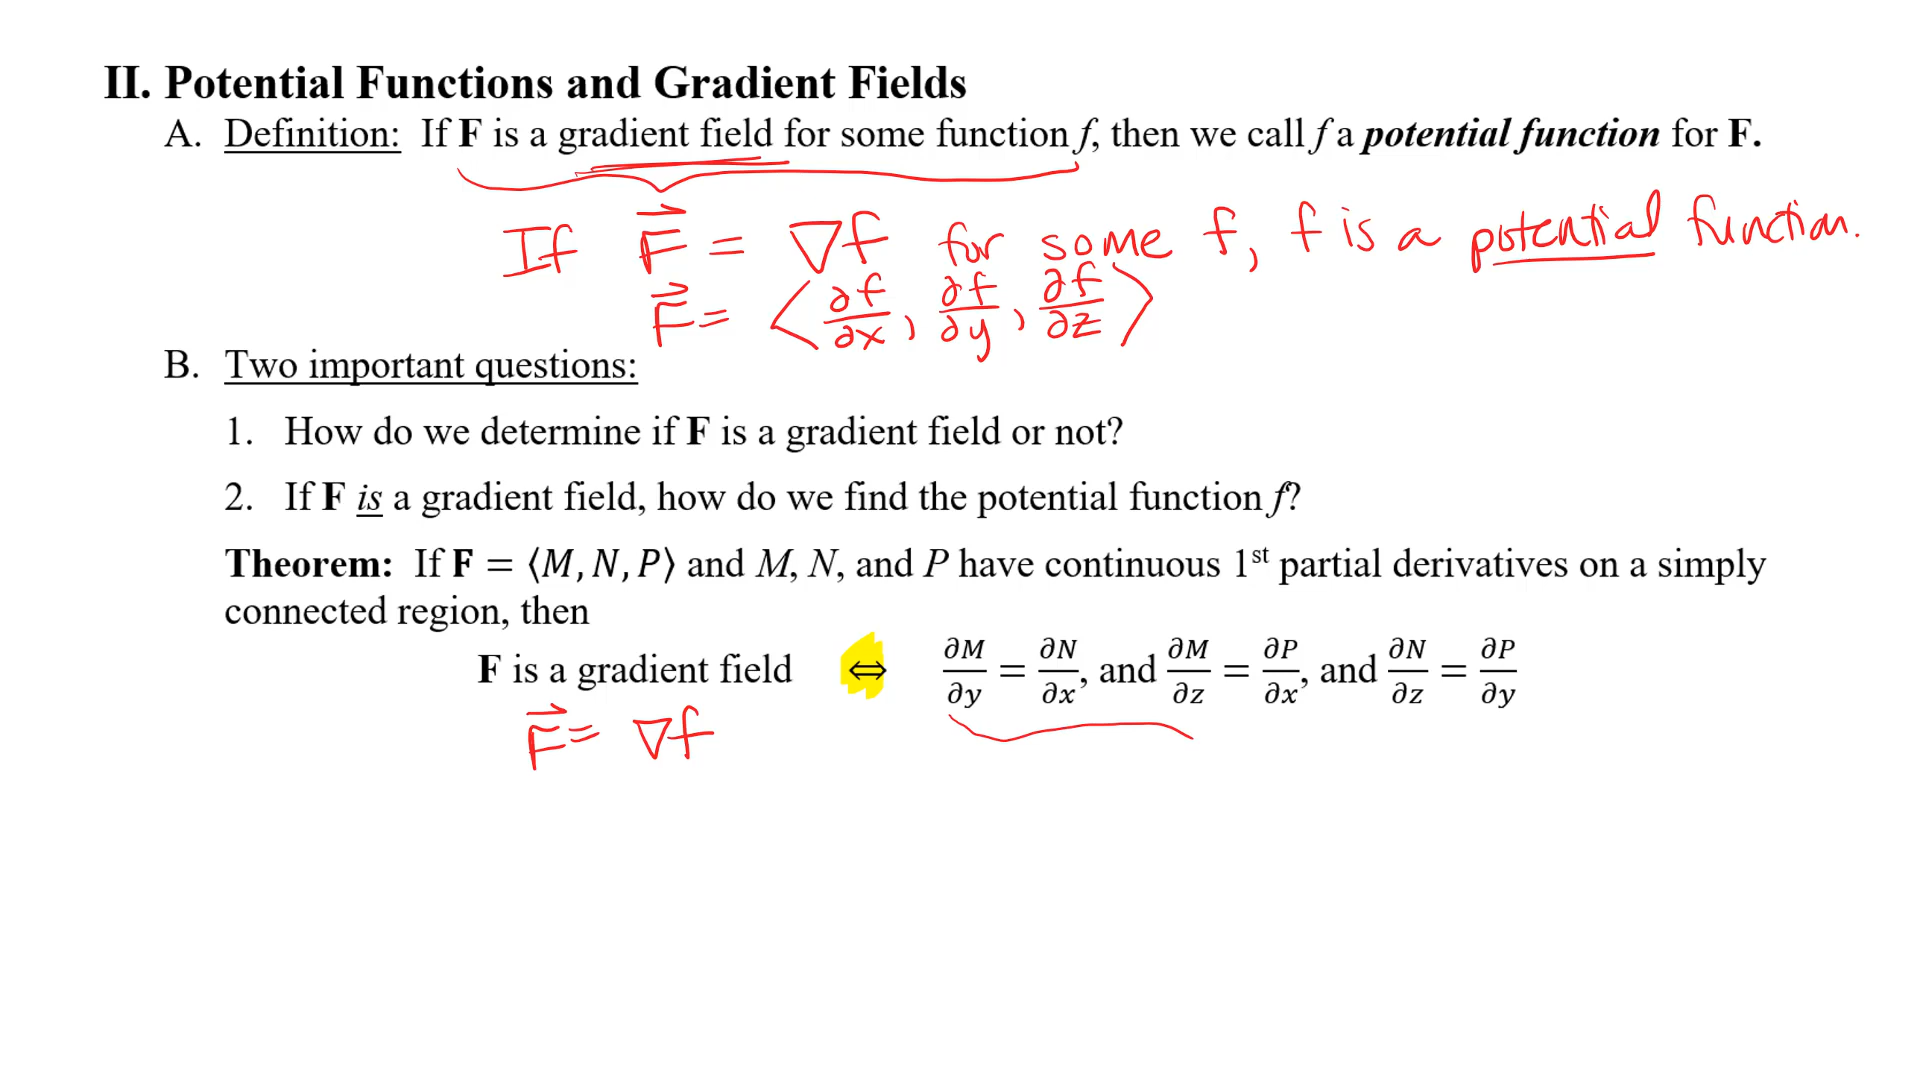 II. Potential Functions and Gradient Fields
A. Definition: If F is a gradient field for some function f, then we call f a potential function for F.
If F⃗ = ∇f for some f, f is a potential function.
F⃗ = ⟨∂f/∂x, ∂f/∂y, ∂f/∂z⟩
B. Two important questions:
1. How do we determine if F is a gradient field or not?
2. If F is a gradient field, how do we find the potential function f?
Theorem: If F = ⟨M, N, P⟩ and M, N, and P have continuous 1st partial derivatives on a simply
connected region, then
F is a gradient field ⇔ ∂M/∂y = ∂N/∂x, and ∂M/∂z = ∂P/∂x, and ∂N/∂z = ∂P/∂y
F⃗ = ∇f